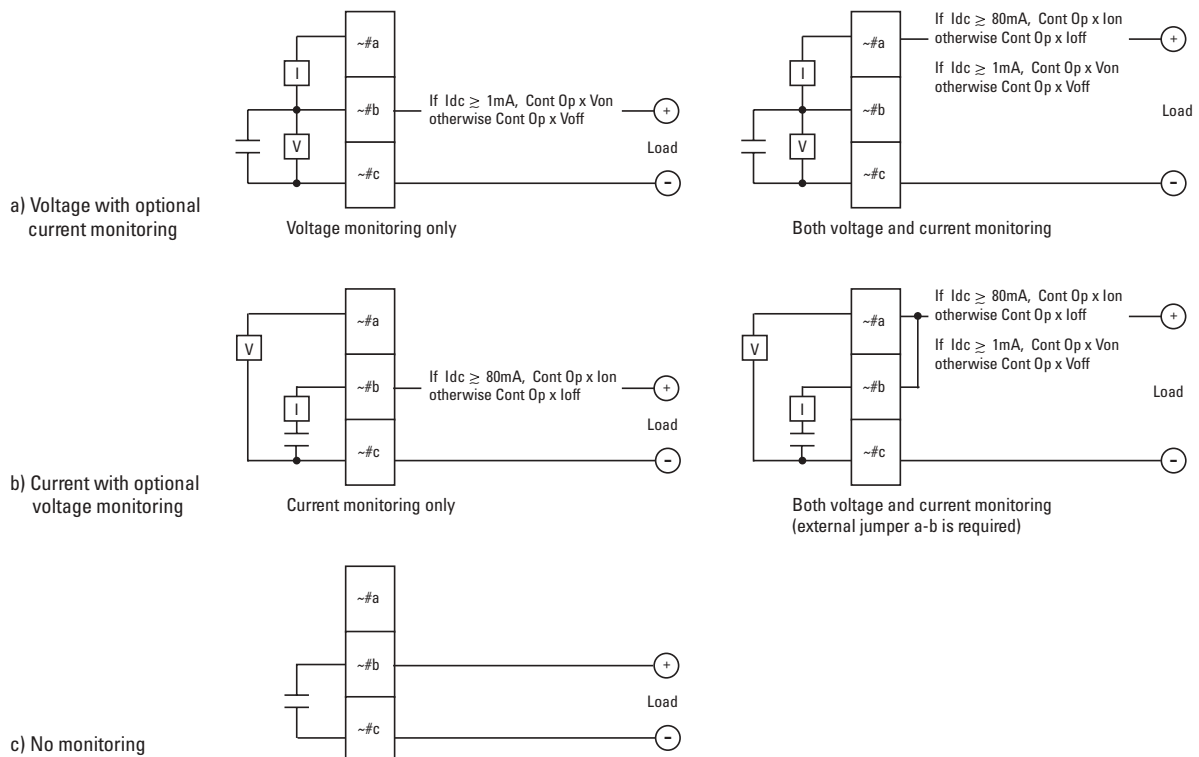 ~#a
I
~#b
If Idc ≳ 1mA, Cont Op x Von
otherwise Cont Op x Voff
+
V
Load
~#c
-
a) Voltage with optional
current monitoring
Voltage monitoring only
~#a
If Idc ≳ 80mA, Cont Op x Ion
otherwise Cont Op x Ioff
+
I
If Idc ≳ 1mA, Cont Op x Von
otherwise Cont Op x Voff
~#b
Load
V
~#c
-
Both voltage and current monitoring
~#a
V
~#b
If Idc ≳ 80mA, Cont Op x Ion
otherwise Cont Op x Ioff
+
I
Load
~#c
-
b) Current with optional
voltage monitoring
Current monitoring only
~#a
If Idc ≳ 80mA, Cont Op x Ion
otherwise Cont Op x Ioff
+
V
If Idc ≳ 1mA, Cont Op x Von
otherwise Cont Op x Voff
~#b
Load
I
~#c
-
Both voltage and current monitoring
(external jumper a-b is required)
~#a
~#b
+
Load
~#c
-
c) No monitoring